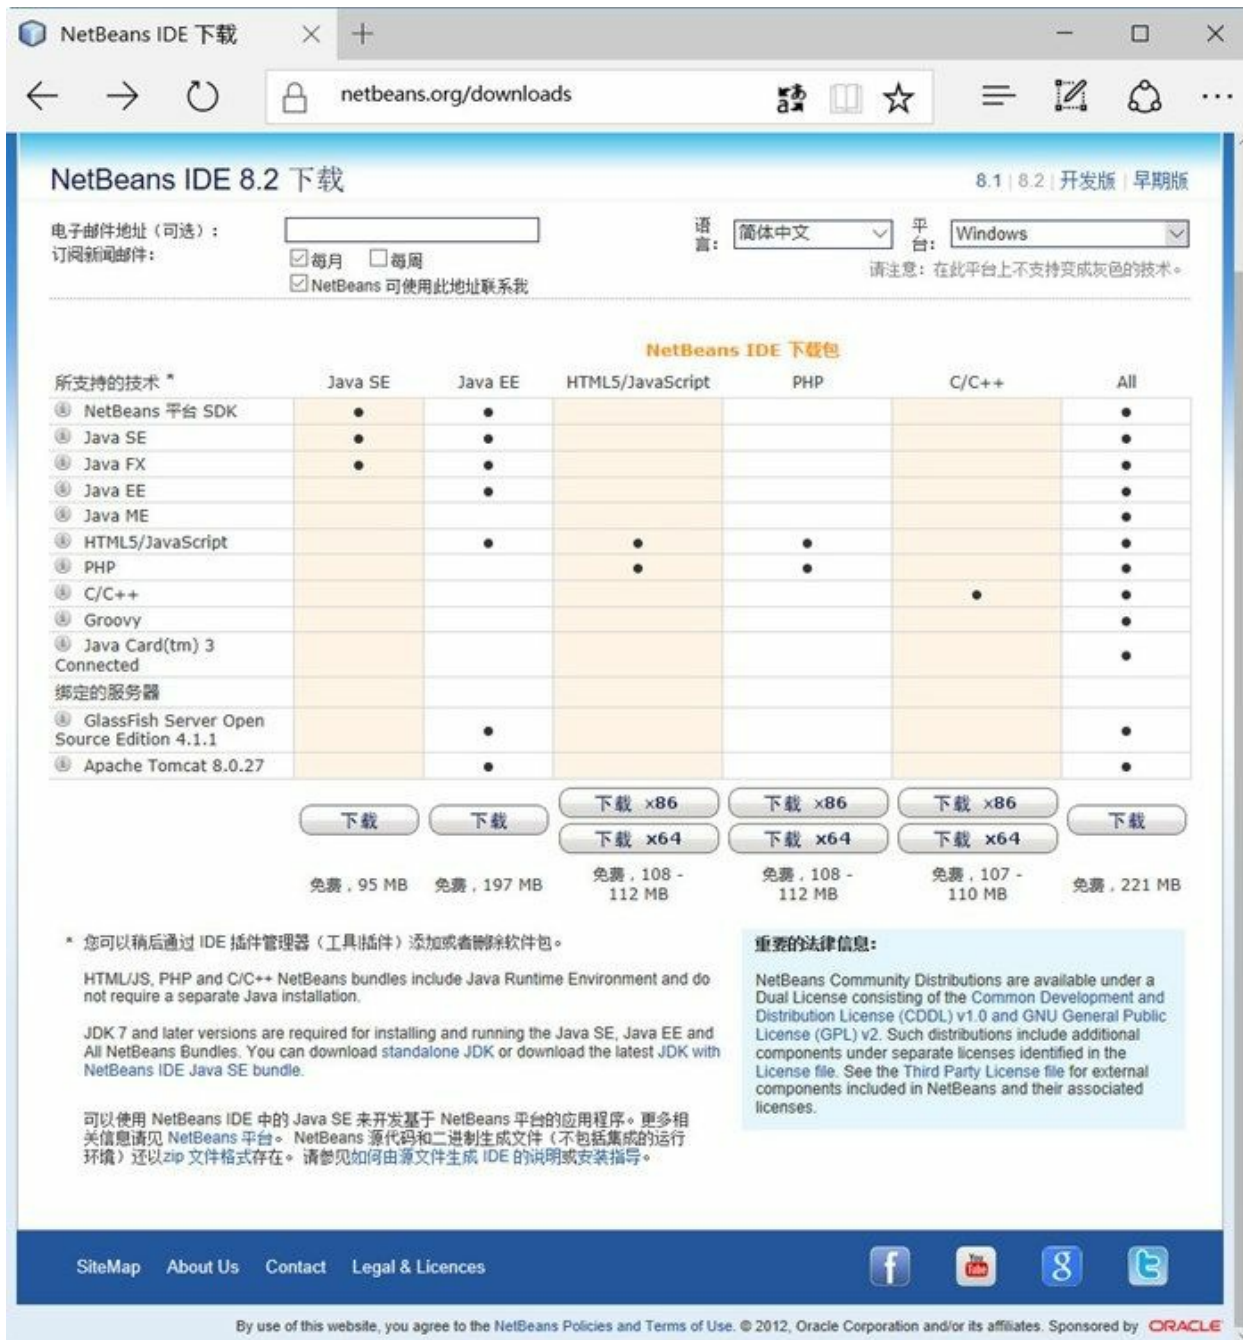 NetBeans IDE 下载
netbeans.org/downloads
NetBeans IDE 8.2 下载
8.1 | 8.2 | 开发版 | 早期版
电子邮件地址（可选）：
订阅新闻邮件：
每月 每周
NetBeans 可使用此地址联系我
语言： 简体中文 平台： Windows
请注意：在此平台上不支持变成灰色的技术。
NetBeans IDE 下载包
所支持的技术 * Java SE Java EE HTML5/JavaScript PHP C/C++ All
NetBeans 平台 SDK ● ● ●
Java SE ● ● ●
Java FX ● ● ●
Java EE ● ●
Java ME ●
HTML5/JavaScript ● ● ● ●
PHP ● ● ●
C/C++ ● ●
Groovy ●
Java Card(tm) 3
Connected ●
绑定的服务器
GlassFish Server Open
Source Edition 4.1.1 ● ●
Apache Tomcat 8.0.27 ● ●
下载 x86 下载 x86 下载 x86
下载 下载 下载
下载 x64 下载 x64 下载 x64
免费，95 MB 免费，197 MB 免费，108 - 112 MB 免费，108 - 112 MB 免费，107 - 110 MB 免费，221 MB
* 您可以稍后通过 IDE 插件管理器（工具|插件）添加或者删除软件包。
HTML/JS, PHP and C/C++ NetBeans bundles include Java Runtime Environment and do
not require a separate Java installation.
JDK 7 and later versions are required for installing and running the Java SE, Java EE and
All NetBeans Bundles. You can download standalone JDK or download the latest JDK with
NetBeans IDE Java SE bundle.
可以使用 NetBeans IDE 中的 Java SE 来开发基于 NetBeans 平台的应用程序。更多相
关信息请见 NetBeans 平台。 NetBeans 源代码和二进制生成文件（不包括集成的运行
环境）还以zip 文件格式存在。 请参见如何由源文件生成 IDE 的说明或安装指导。
重要的法律信息：
NetBeans Community Distributions are available under a
Dual License consisting of the Common Development and
Distribution License (CDDL) v1.0 and GNU General Public
License (GPL) v2. Such distributions include additional
components under separate licenses identified in the
License file. See the Third Party License file for external
components included in NetBeans and their associated
licenses.
SiteMap About Us Contact Legal & Licences
You Tube
By use of this website, you agree to the NetBeans Policies and Terms of Use. © 2012, Oracle Corporation and/or its affiliates. Sponsored by ORACLE